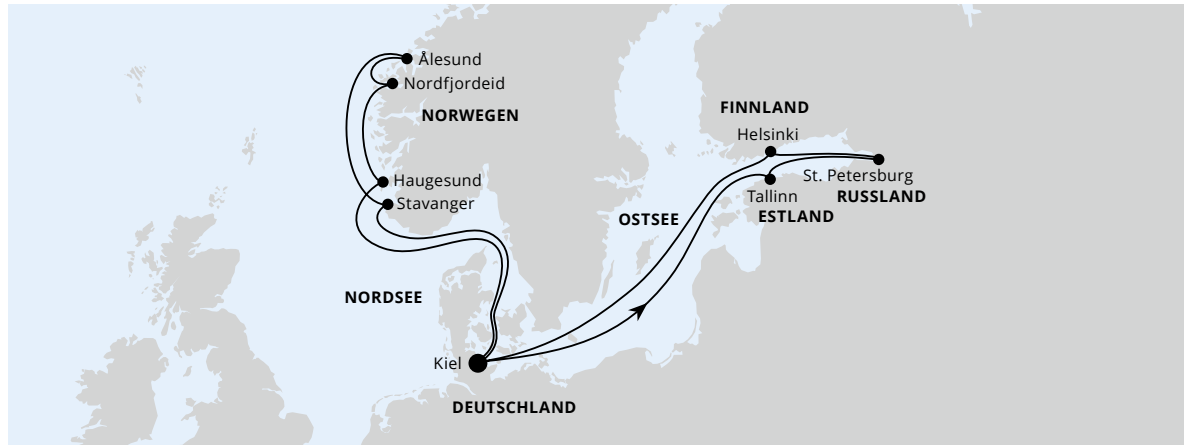 Ålesund
Nordfjordeid
NORWEGEN
FINNLAND
Helsinki
Haugesund
Stavanger
St. Petersburg
RUSSLAND
Tallinn
ESTLAND
OSTSEE
NORDSEE
Kiel
DEUTSCHLAND